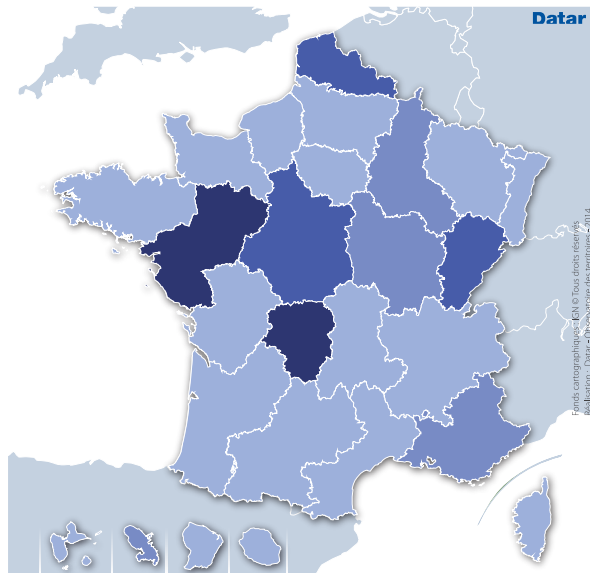 Datar
Fonds cartographiques IGN © Tous droits réservés
Réalisation : Datar - Observatoire des territoires - 2014